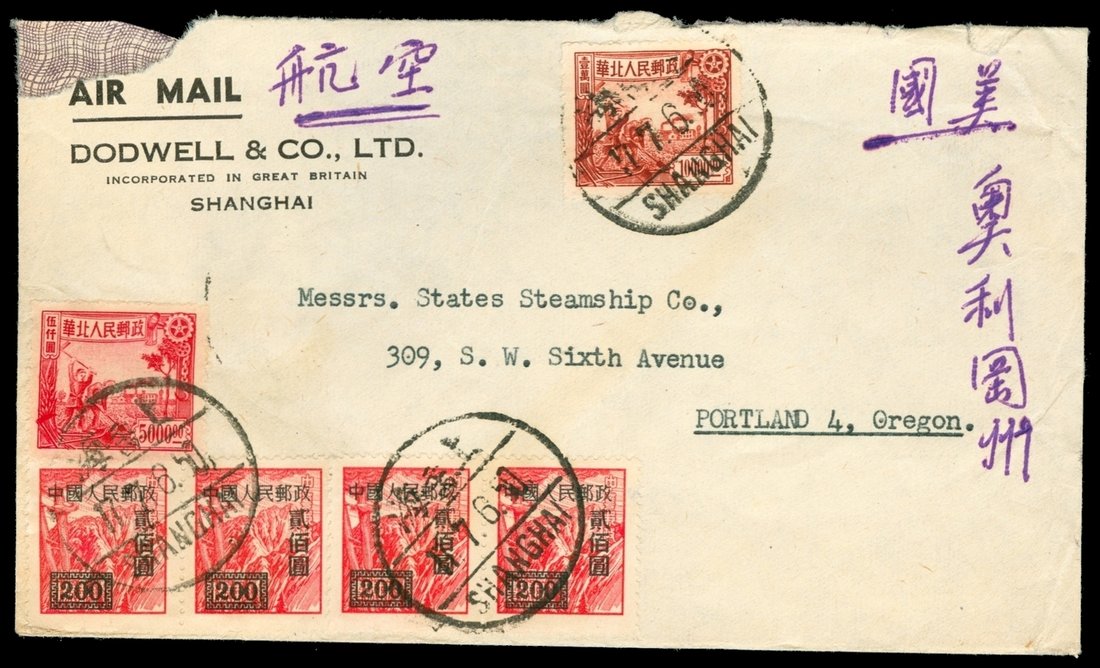 AIR MAIL
航空
DODWELL & CO., LTD.
INCORPORATED IN GREAT BRITAIN
SHANGHAI
華北人民郵政
壹萬圓
SHANGHAI
美國
奧利岡州
Messrs. States Steamship Co.,
309, S. W. Sixth Avenue
PORTLAND 4, Oregon.
華北人民郵政
伍仟圓
5000.00
中國人民郵政
貳佰圓
200
中國人民郵政
貳佰圓
200
中國人民郵政
貳佰圓
200
中國人民郵政
貳佰圓
200
SHANGHAI
SHANGHAI